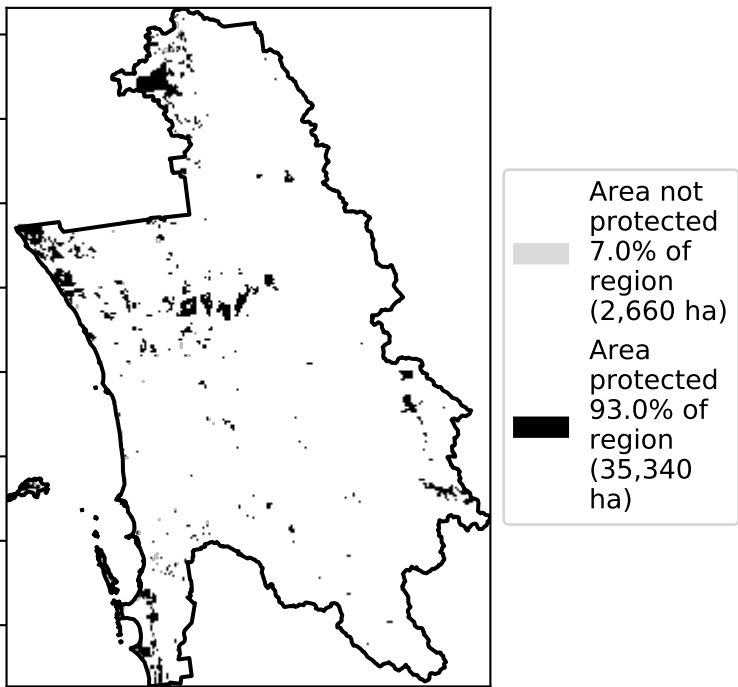 Area not
protected
7.0% of
region
(2,660 ha)
Area
protected
93.0% of
region
(35,340
ha)